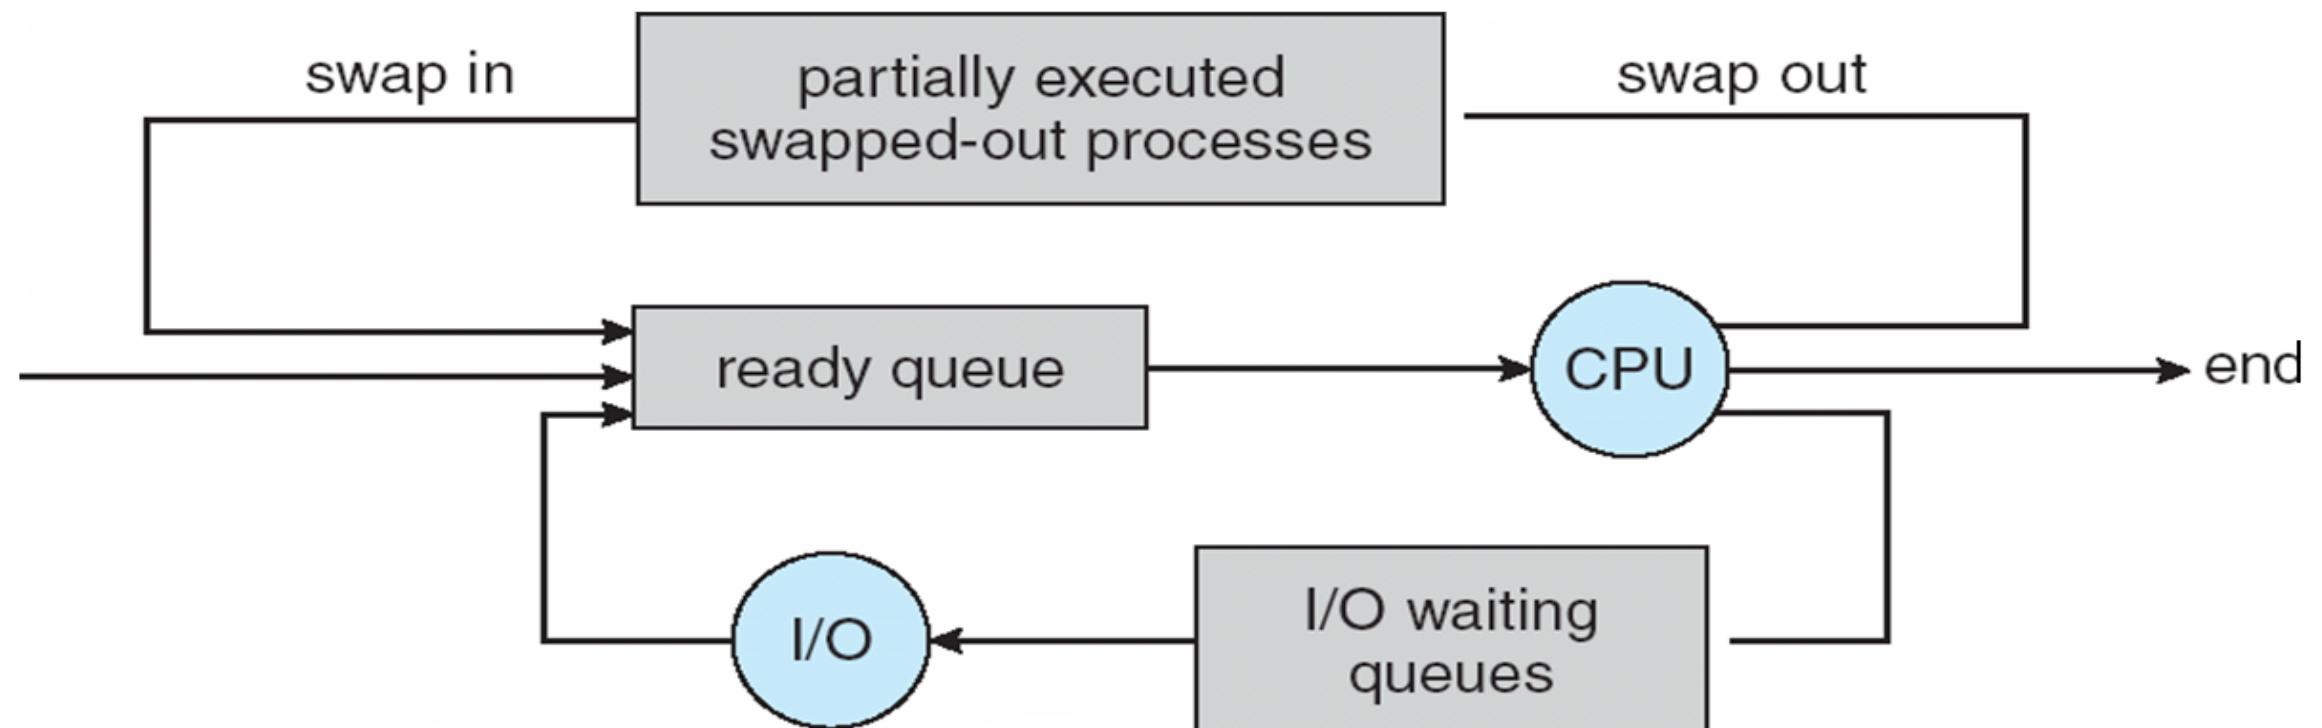 swap in
partially executed
swapped-out processes
swap out
ready queue
CPU
end
I/O
I/O waiting
queues